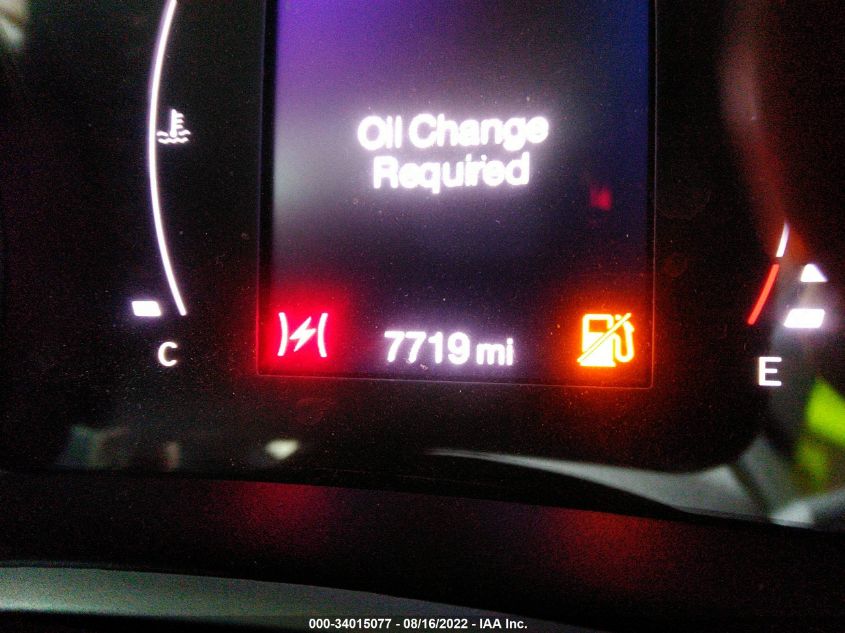 Oil Change
Required
7719 mi
C
E
000-34015077 - 08/16/2022 - IAA Inc.